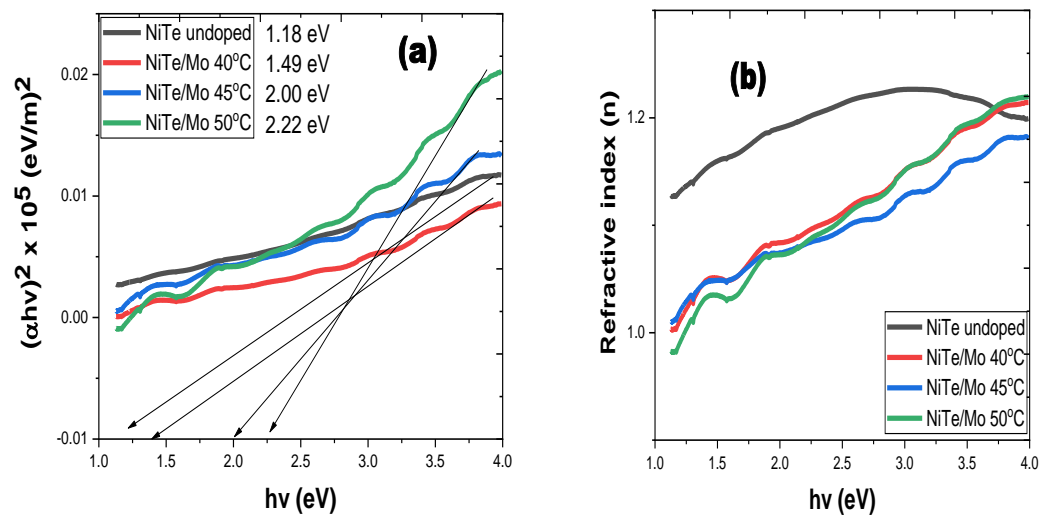 NiTe undoped 1.18 eV
NiTe/Mo 40°C 1.49 eV
NiTe/Mo 45°C 2.00 eV
NiTe/Mo 50°C 2.22 eV
(a)
(αhν)² x 10⁵ (eV/m)²
0.02
0.01
0.00
-0.01
1.0 1.5 2.0 2.5 3.0 3.5 4.0
hν (eV)
(b)
Refractive index (n)
1.2
1.0
NiTe undoped
NiTe/Mo 40°C
NiTe/Mo 45°C
NiTe/Mo 50°C
1.0 1.5 2.0 2.5 3.0 3.5 4.0
hν (eV)